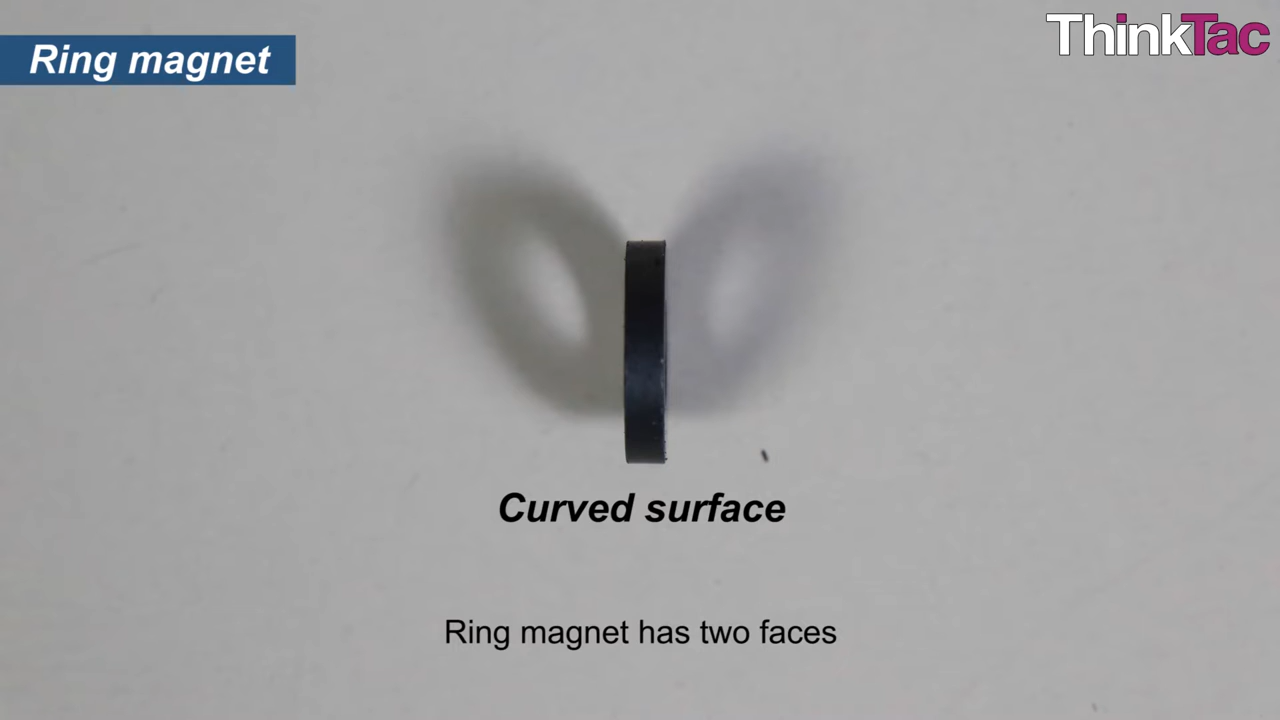 Ring magnet
ThinkTac
Curved surface
Ring magnet has two faces